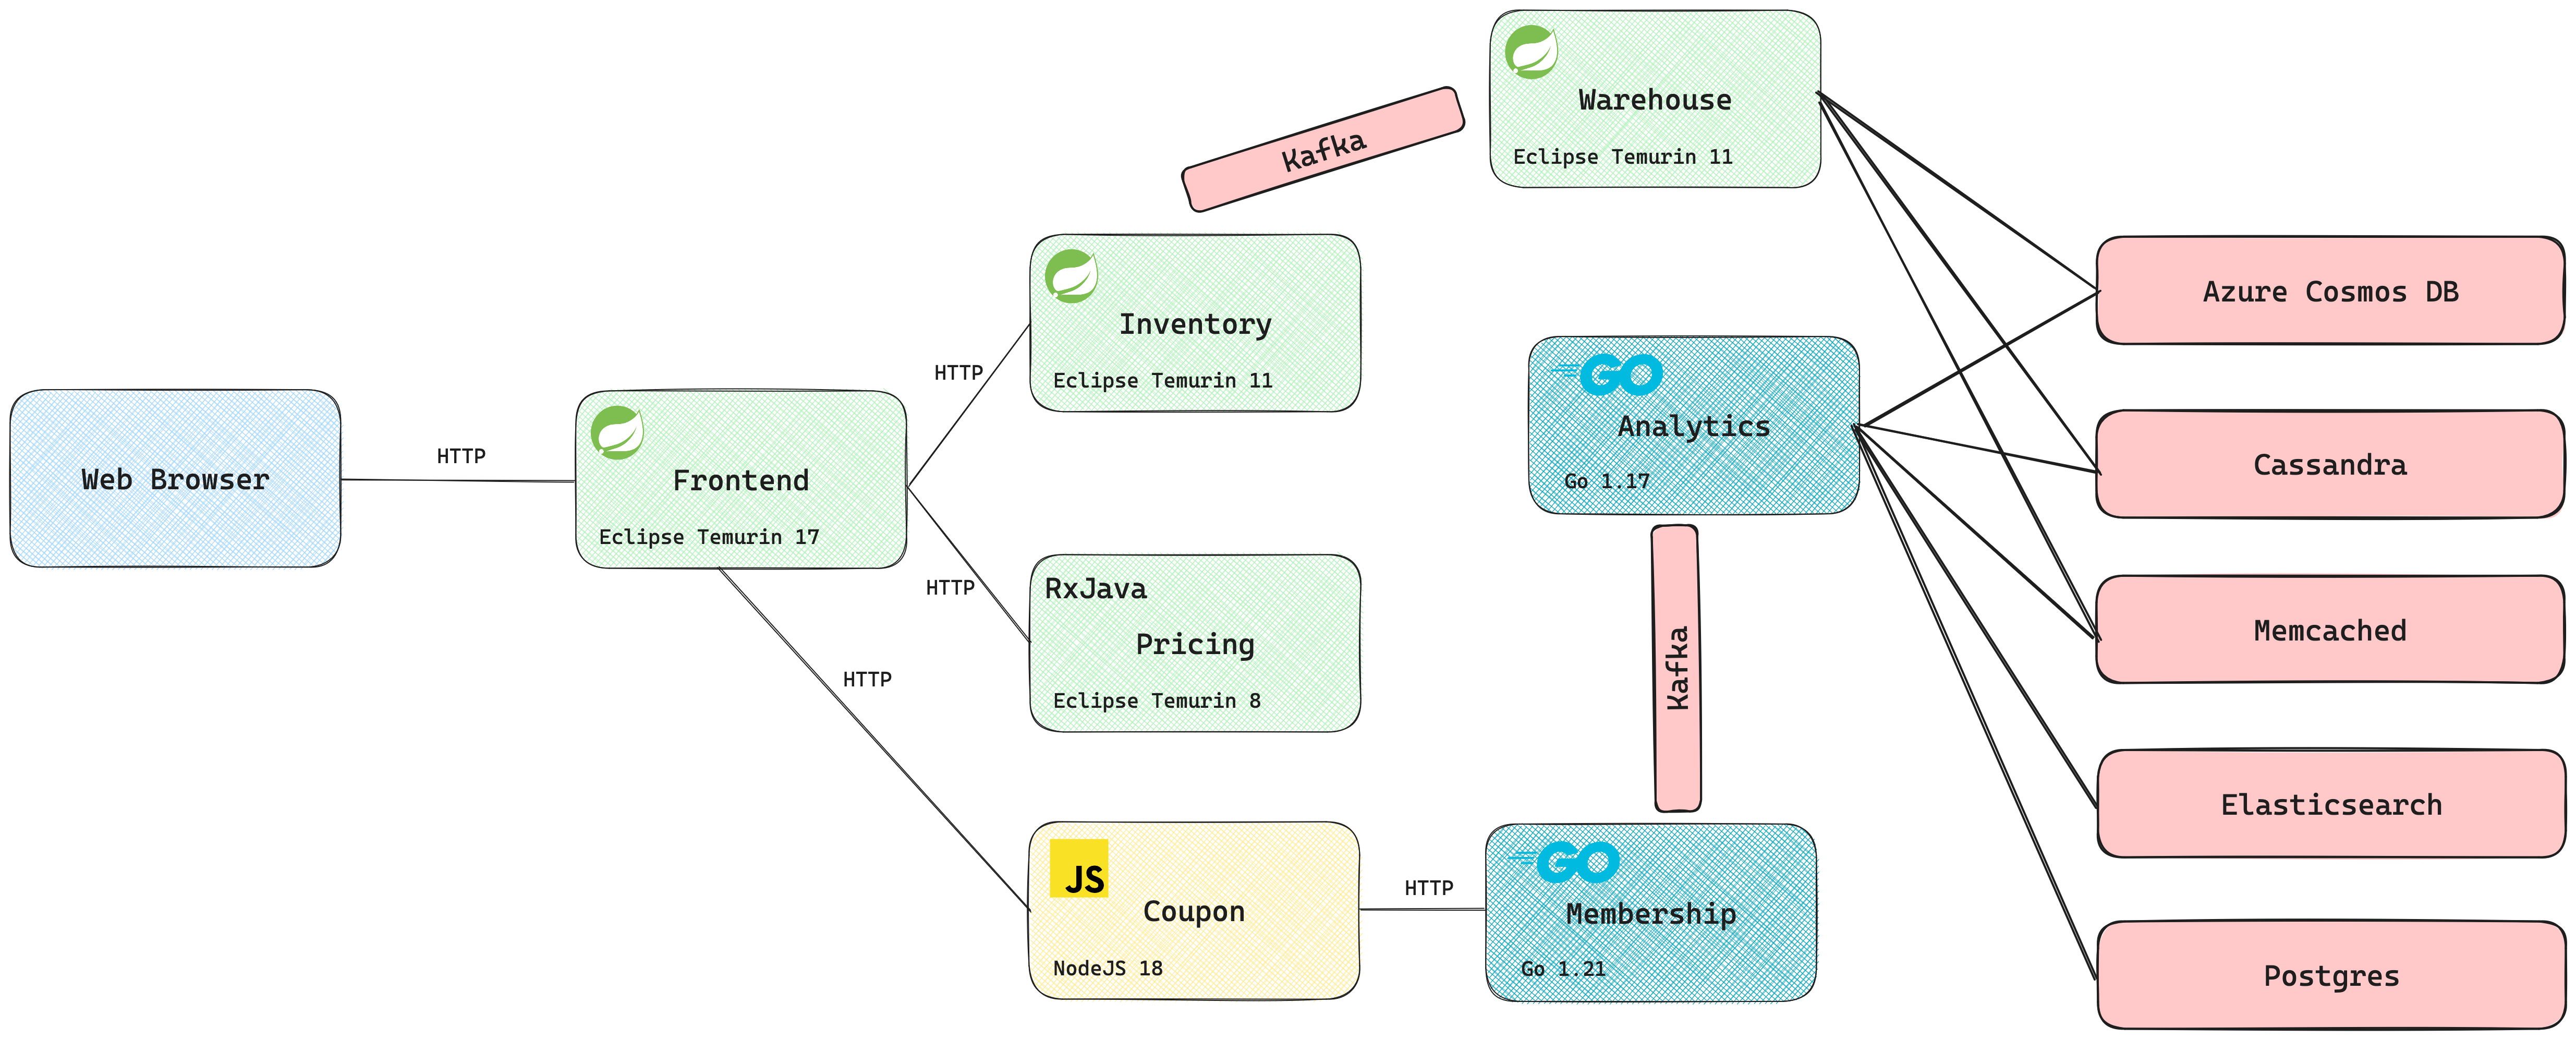 Web Browser
HTTP
Frontend
Eclipse Temurin 17
HTTP
HTTP
HTTP
Inventory
Eclipse Temurin 11
Kafka
Warehouse
Eclipse Temurin 11
RxJava
Pricing
Eclipse Temurin 8
JS
Coupon
NodeJS 18
HTTP
GO
Membership
Go 1.21
Kafka
GO
Analytics
Go 1.17
Azure Cosmos DB
Cassandra
Memcached
Elasticsearch
Postgres